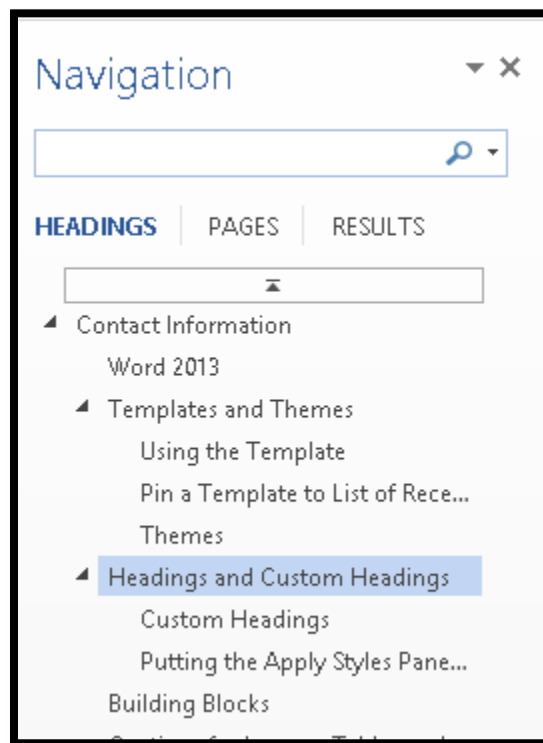 Navigation
HEADINGS PAGES RESULTS
Contact Information
Word 2013
Templates and Themes
Using the Template
Pin a Template to List of Rece...
Themes
Headings and Custom Headings
Custom Headings
Putting the Apply Styles Pane...
Building Blocks